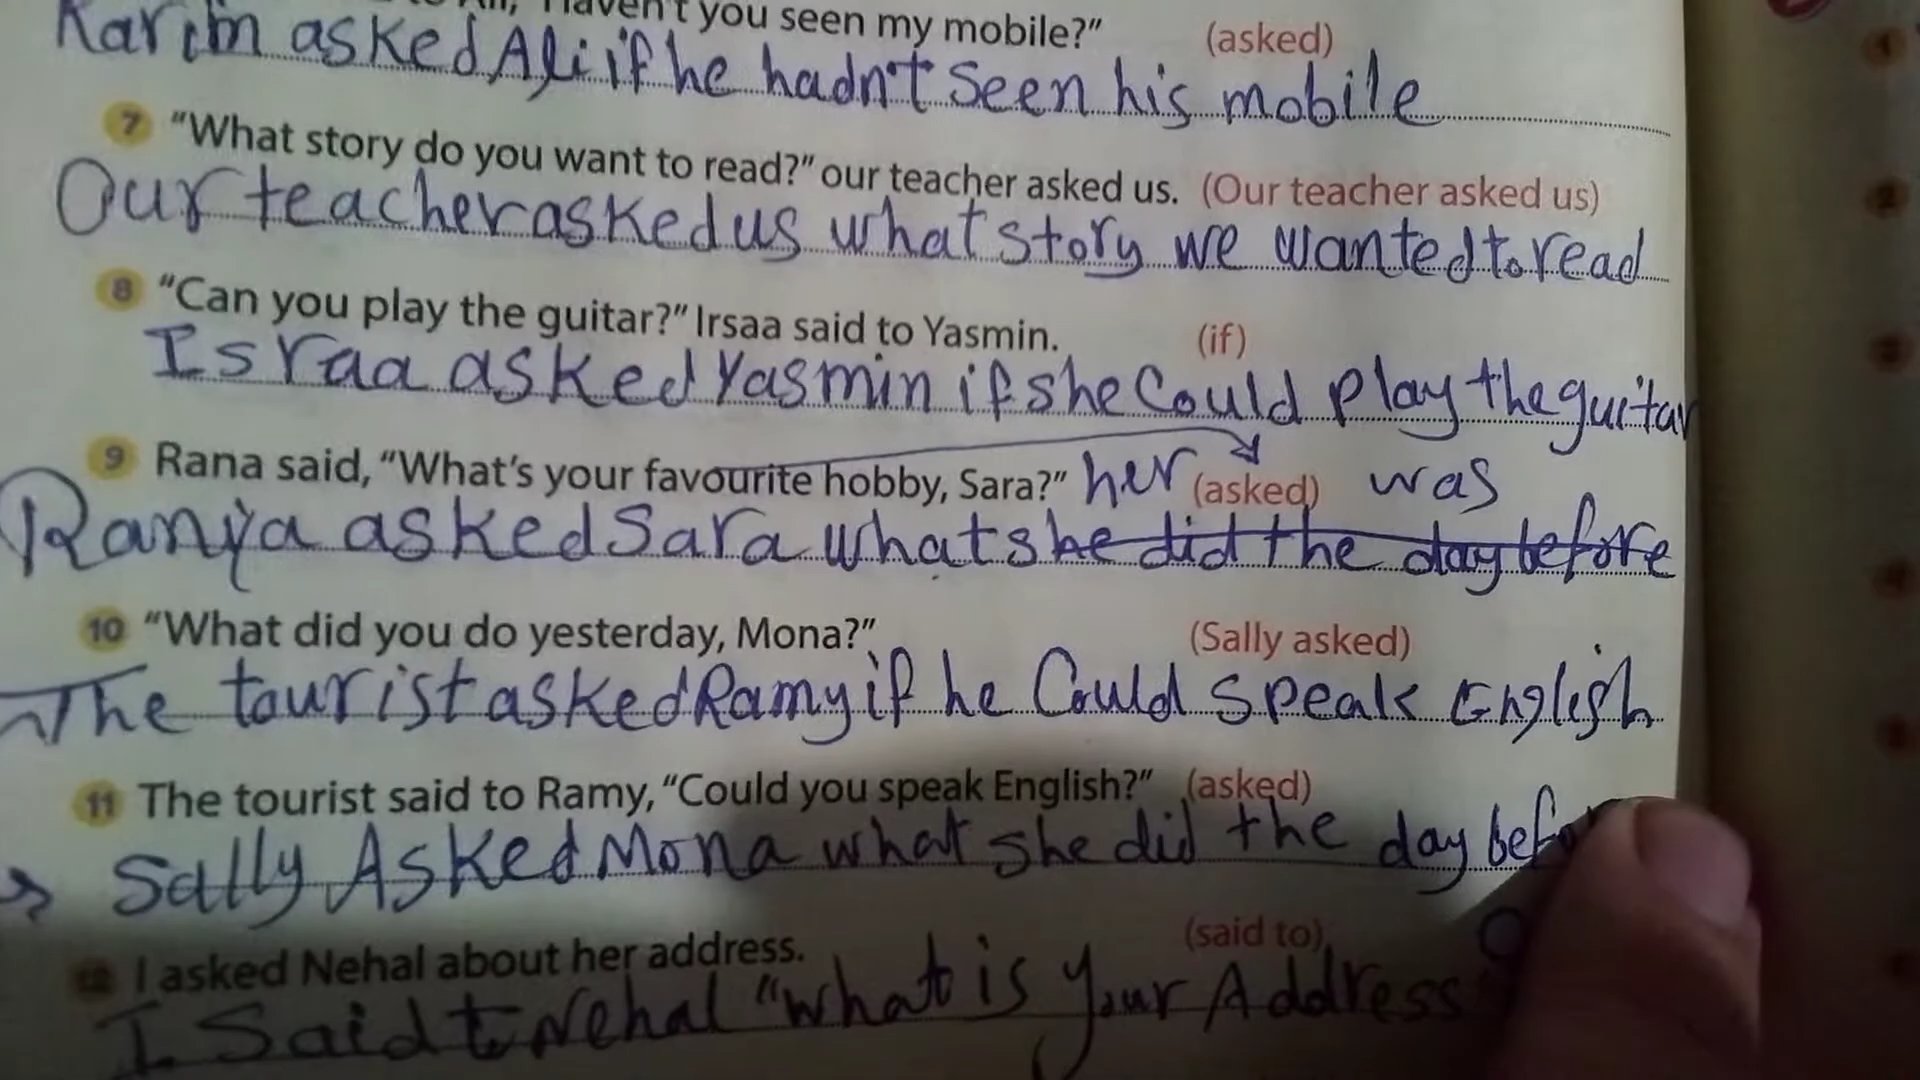 Ali, "Haven't you seen my mobile?" (asked)
Karim asked Ali if he hadn't seen his mobile
7 "What story do you want to read?" our teacher asked us. (Our teacher asked us)
Our teacher asked us what story we wanted to read
8 "Can you play the guitar?" Irsaa said to Yasmin. (if)
Israa asked Yasmin if she Could play the guitar
9 Rana said, "What's your favourite hobby, Sara?" her (asked) was
Ranya asked Sara what she did the day before
10 "What did you do yesterday, Mona?" (Sally asked)
The tourist asked Ramy if he Could speak English
11 The tourist said to Ramy, "Could you speak English?" (asked)
Sally Asked Mona what she did the day
12 I asked Nehal about her address. (said to)
I Said to Nehal "what is your Address